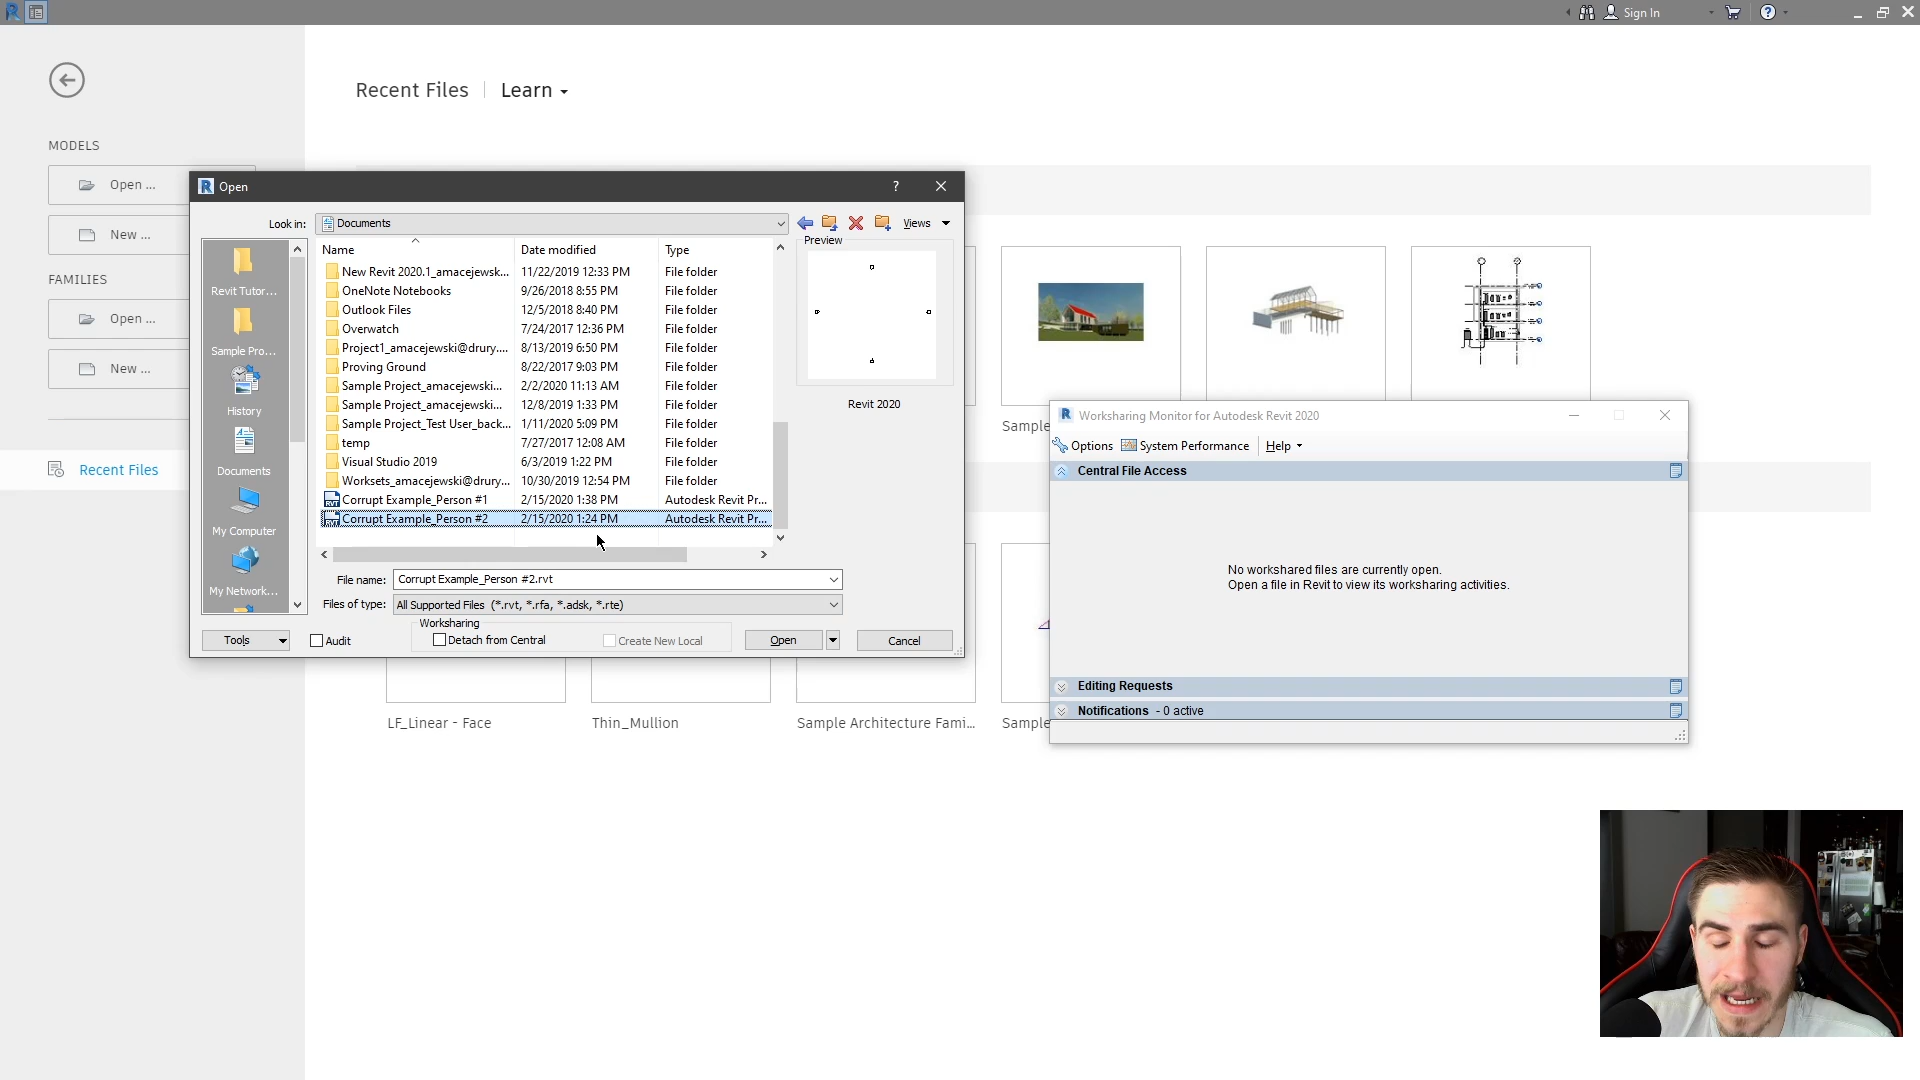 Sign In
Recent Files
Learn
MODELS
Open ...
New ...
FAMILIES
Open ...
New ...
Recent Files
Open
?
Look in:
Documents
Views
Name
Date modified
Type
New Revit 2020.1_amacejewsk... 11/22/2019 12:33 PM File folder
OneNote Notebooks 9/26/2018 8:55 PM File folder
Outlook Files 12/5/2018 8:40 PM File folder
Overwatch 7/24/2017 12:36 PM File folder
Project1_amacejewski@drury.... 8/13/2019 6:50 PM File folder
Proving Ground 8/22/2017 9:03 PM File folder
Sample Project_amacejewski... 2/2/2020 11:13 AM File folder
Sample Project_amacejewski... 12/8/2019 1:33 PM File folder
Sample Project_Test User_back... 1/11/2020 5:09 PM File folder
temp 7/27/2017 12:08 AM File folder
Visual Studio 2019 6/3/2019 1:22 PM File folder
Worksets_amacejewski@drury... 10/30/2019 12:54 PM File folder
Corrupt Example_Person #1 2/15/2020 1:38 PM Autodesk Revit Pr...
Corrupt Example_Person #2 2/15/2020 1:24 PM Autodesk Revit Pr...
Revit Tutor...
Sample Pro...
History
Documents
My Computer
My Network...
Preview
Revit 2020
File name:
Corrupt Example_Person #2.rvt
Files of type:
All Supported Files (*.rvt, *.rfa, *.adsk, *.rte)
Worksharing
Tools
Audit
Detach from Central
Create New Local
Open
Cancel
Sample
Worksharing Monitor for Autodesk Revit 2020
Options
System Performance
Help
Central File Access
No workshared files are currently open.
Open a file in Revit to view its worksharing activities.
Editing Requests
Notifications - 0 active
LF_Linear - Face
Thin_Mullion
Sample Architecture Fami...
Sample